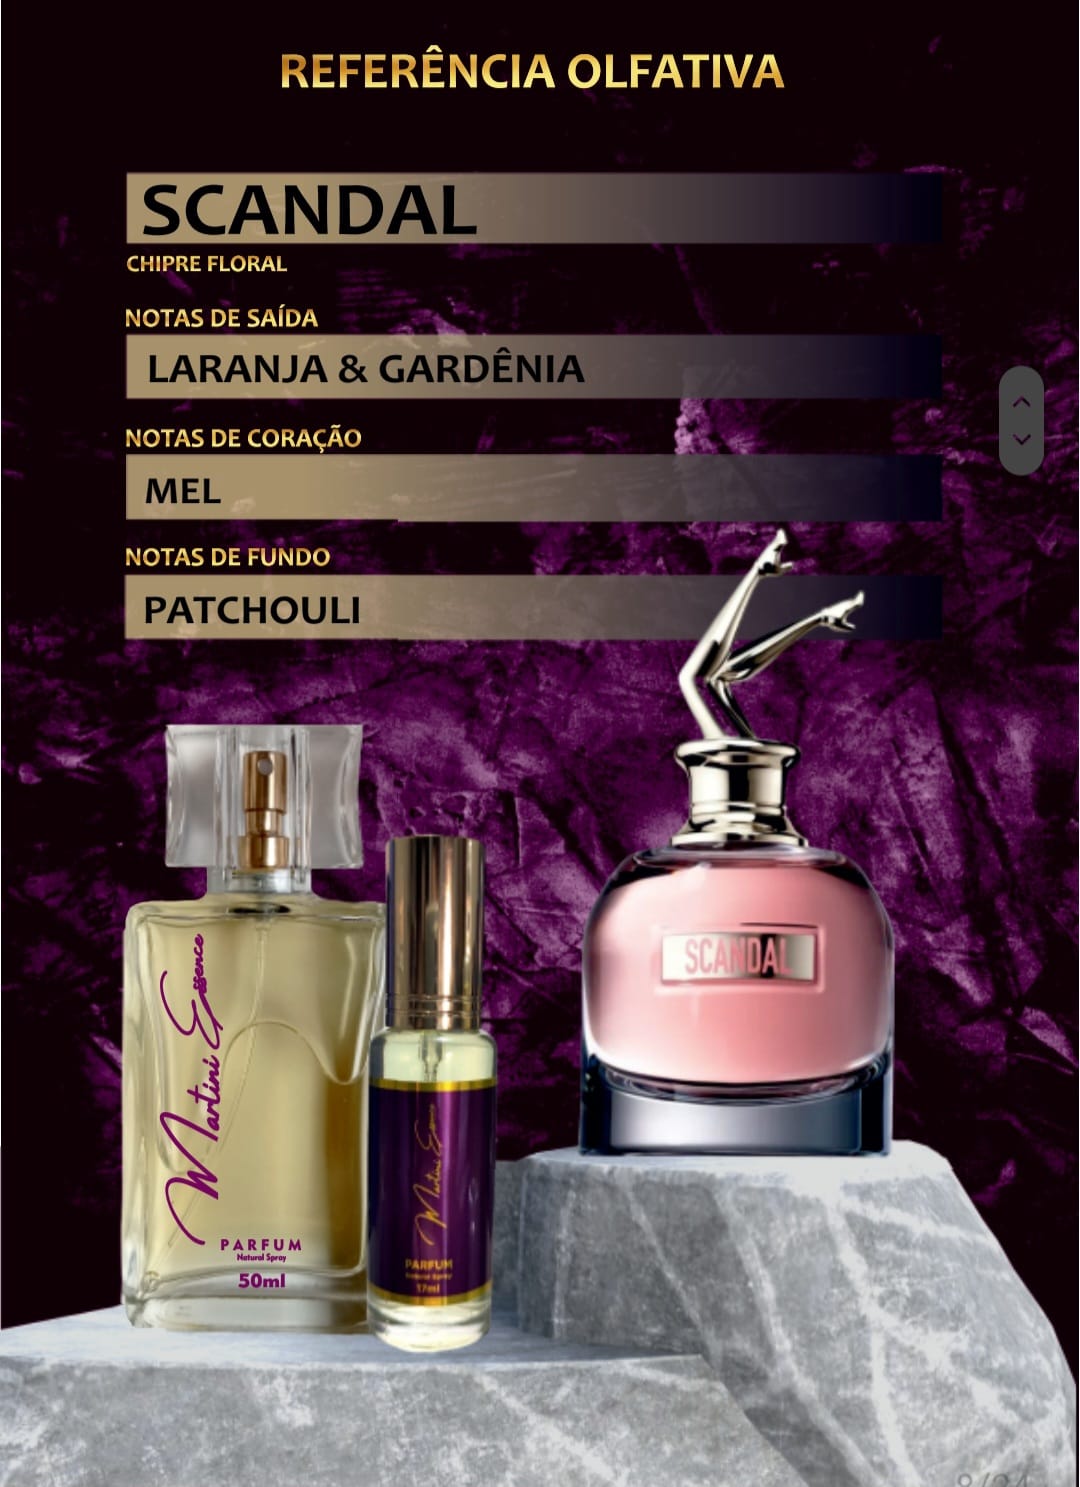 REFERÊNCIA OLFATIVA
SCANDAL
CHIPRE FLORAL
NOTAS DE SAÍDA
LARANJA & GARDÊNIA
NOTAS DE CORAÇÃO
MEL
NOTAS DE FUNDO
PATCHOULI
SCANDAL
Martini Essence
PARFUM
Natural Spray
50ml
Martini Essence
PARFUM
Natural Spray
17ml